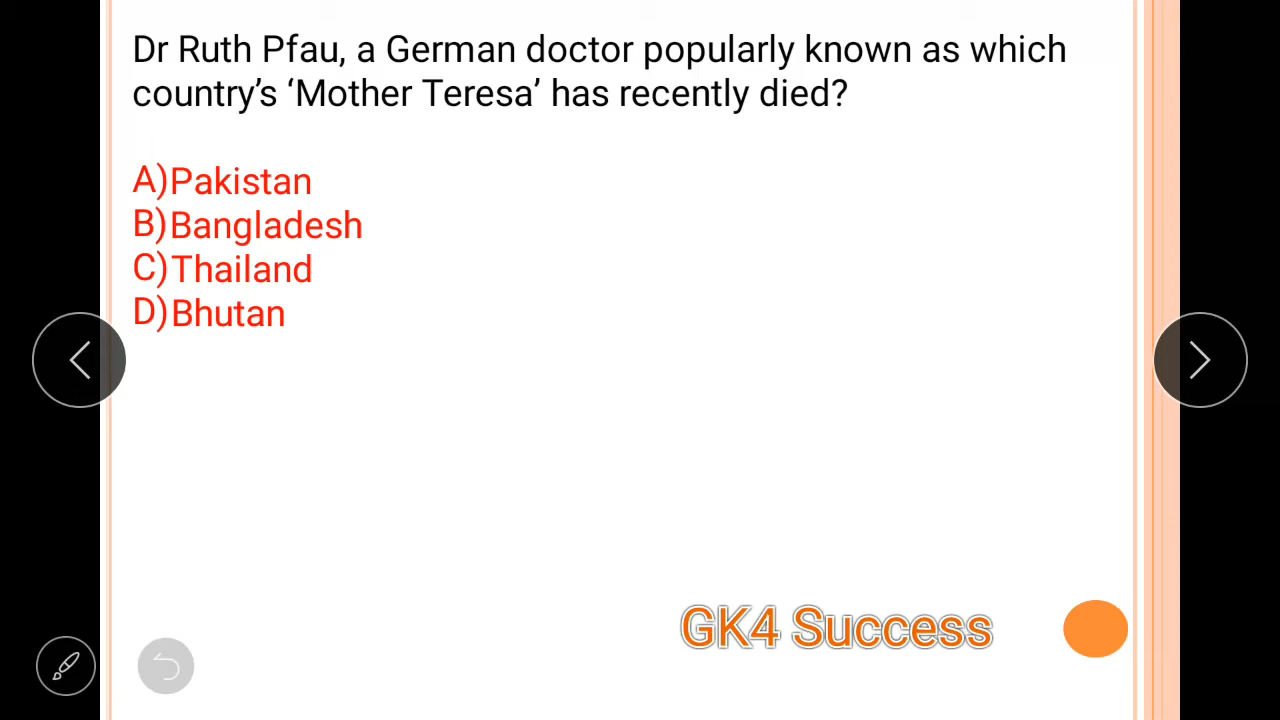 Dr Ruth Pfau, a German doctor popularly known as which
country’s ‘Mother Teresa’ has recently died?
A)Pakistan
B)Bangladesh
C)Thailand
D)Bhutan
GK4 Success